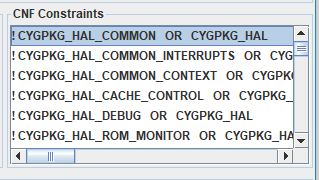 CNF Constraints
! CYGPKG_HAL_COMMON OR CYGPKG_HAL
! CYGPKG_HAL_COMMON_INTERRUPTS OR CYG
! CYGPKG_HAL_COMMON_CONTEXT OR CYGPK
! CYGPKG_HAL_CACHE_CONTROL OR CYGPKG_
! CYGPKG_HAL_DEBUG OR CYGPKG_HAL
! CYGPKG_HAL_ROM_MONITOR OR CYGPKG_HA